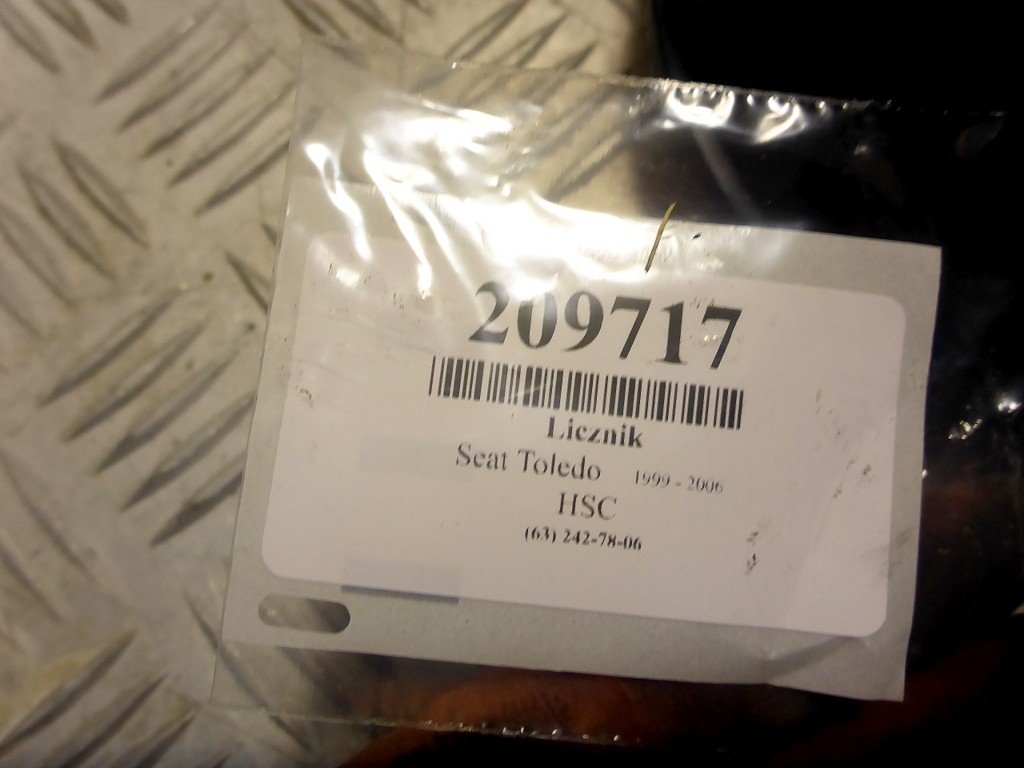 209717
Licznik
Seat Toledo 1999 - 2006
HSC
(63) 242-78-06